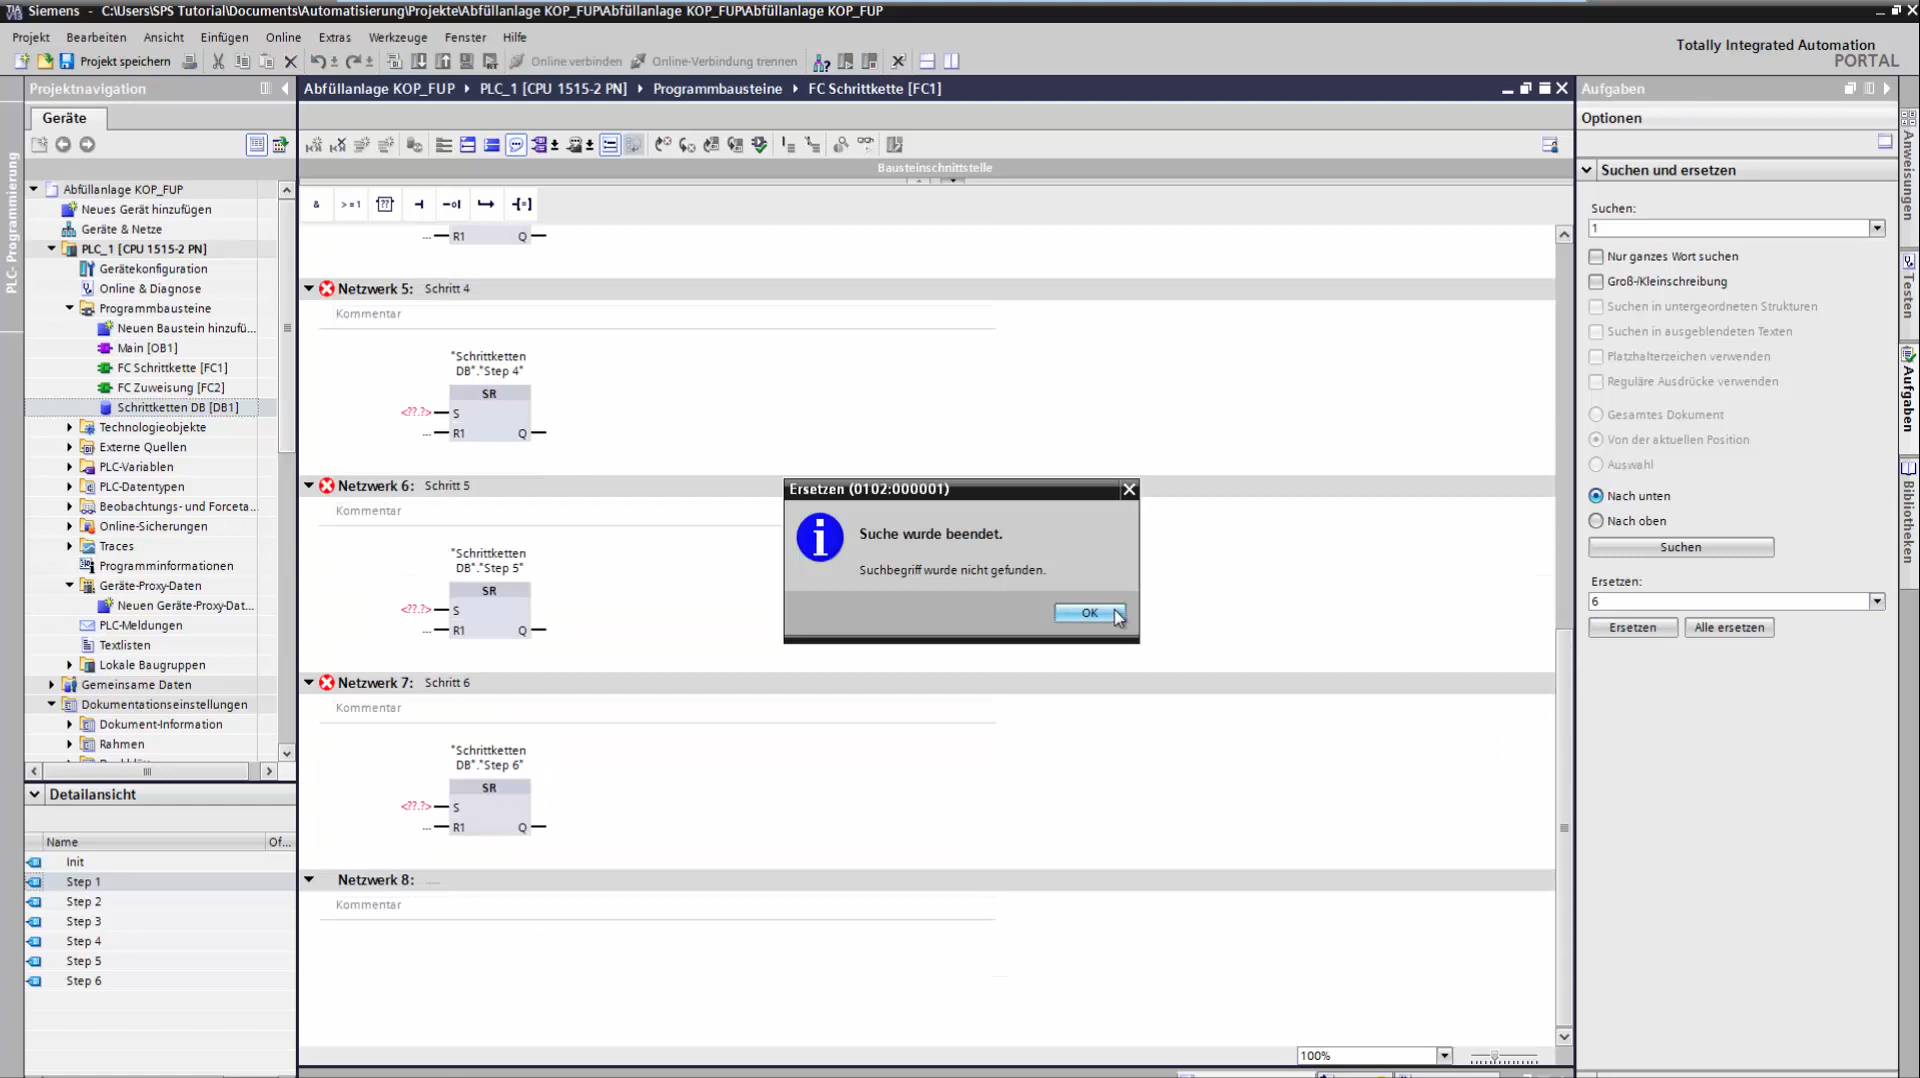 Siemens - C:\Users\SPS Tutorial\Documents\Automatisierung\Projekte\Abfüllanlage KOP_FUP\Abfüllanlage KOP_FUP\Abfüllanlage KOP_FUP
Projekt Bearbeiten Ansicht Einfügen Online Extras Werkzeuge Fenster Hilfe
Totally Integrated Automation
PORTAL
Projekt speichern Online verbinden Online-Verbindung trennen
Projektnavigation
Abfüllanlage KOP_FUP PLC_1 [CPU 1515-2 PN] Programmbausteine FC Schrittkette [FC1]
Aufgaben
Geräte
Optionen
PLC- Programmierung
Bausteinschnittstelle
Abfüllanlage KOP_FUP
Neues Gerät hinzufügen
Geräte & Netze
PLC_1 [CPU 1515-2 PN]
Gerätekonfiguration
Online & Diagnose
Programmbausteine
Neuen Baustein hinzufü...
Main [OB1]
FC Schrittkette [FC1]
FC Zuweisung [FC2]
Schrittketten DB [DB1]
Technologieobjekte
Externe Quellen
PLC-Variablen
PLC-Datentypen
Beobachtungs- und Forceta...
Online-Sicherungen
Traces
Programminformationen
Geräte-Proxy-Daten
Neuen Geräte-Proxy-Dat...
PLC-Meldungen
Textlisten
Lokale Baugruppen
Gemeinsame Daten
Dokumentationseinstellungen
Dokument-Information
Rahmen
Detailansicht
Name Of...
Init
Step 1
Step 2
Step 3
Step 4
Step 5
Step 6
& >=1 ??
... R1 Q
Netzwerk 5: Schritt 4
Kommentar
"Schrittketten
DB"."Step 4"
SR
<??.?> S
... R1 Q
Netzwerk 6: Schritt 5
Kommentar
"Schrittketten
DB"."Step 5"
SR
<??.?> S
... R1 Q
Netzwerk 7: Schritt 6
Kommentar
"Schrittketten
DB"."Step 6"
SR
<??.?> S
... R1 Q
Netzwerk 8: ......
Kommentar
100%
Ersetzen (0102:000001)
Suche wurde beendet.
Suchbegriff wurde nicht gefunden.
OK
Suchen und ersetzen
Suchen:
1
Nur ganzes Wort suchen
Groß-/Kleinschreibung
Suchen in untergeordneten Strukturen
Suchen in ausgeblendeten Texten
Platzhalterzeichen verwenden
Reguläre Ausdrücke verwenden
Gesamtes Dokument
Von der aktuellen Position
Auswahl
Nach unten
Nach oben
Suchen
Ersetzen:
6
Ersetzen Alle ersetzen
Anweisungen
Testen
Aufgaben
Bibliotheken